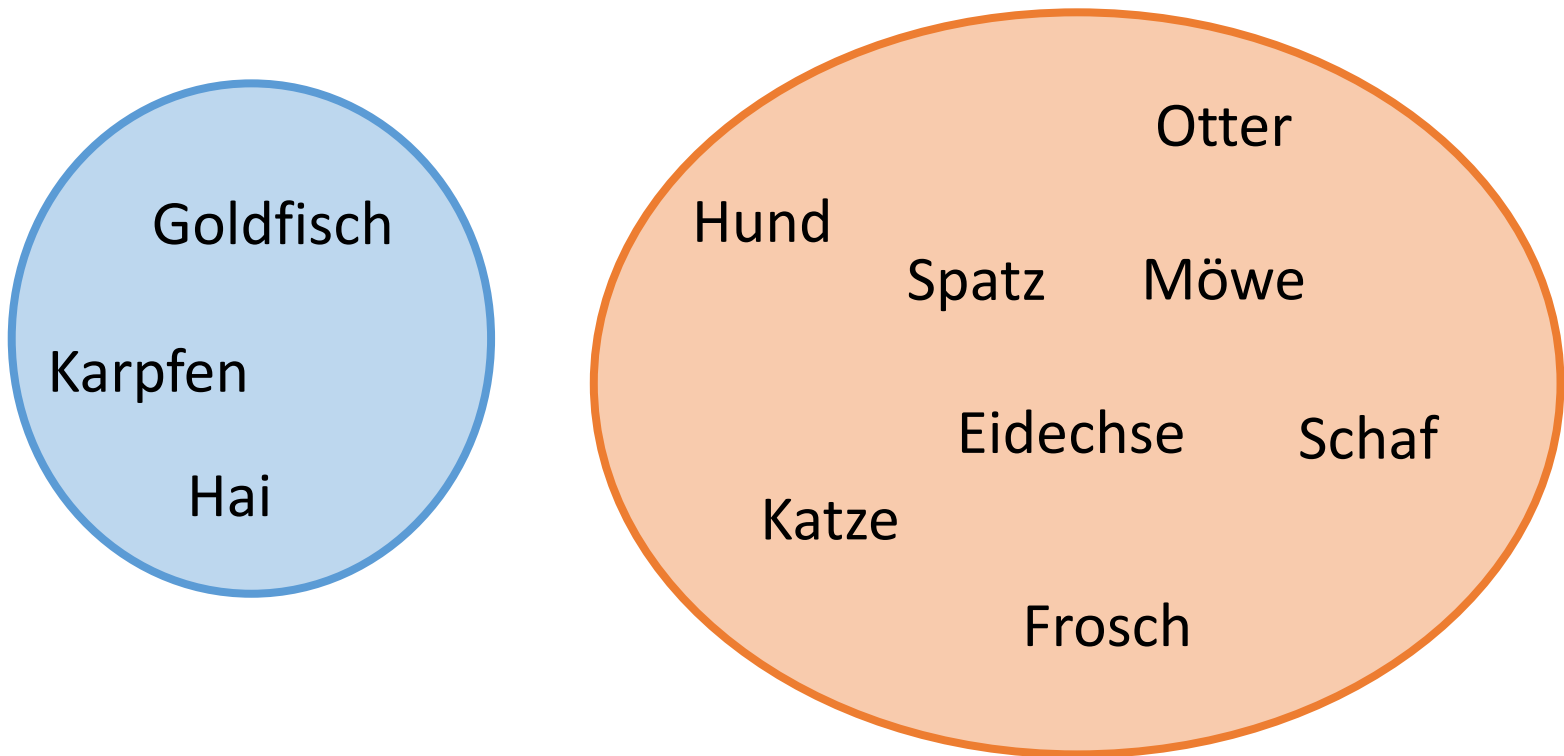 Goldfisch
Karpfen
Hai
Otter
Hund
Spatz
Möwe
Eidechse
Schaf
Katze
Frosch